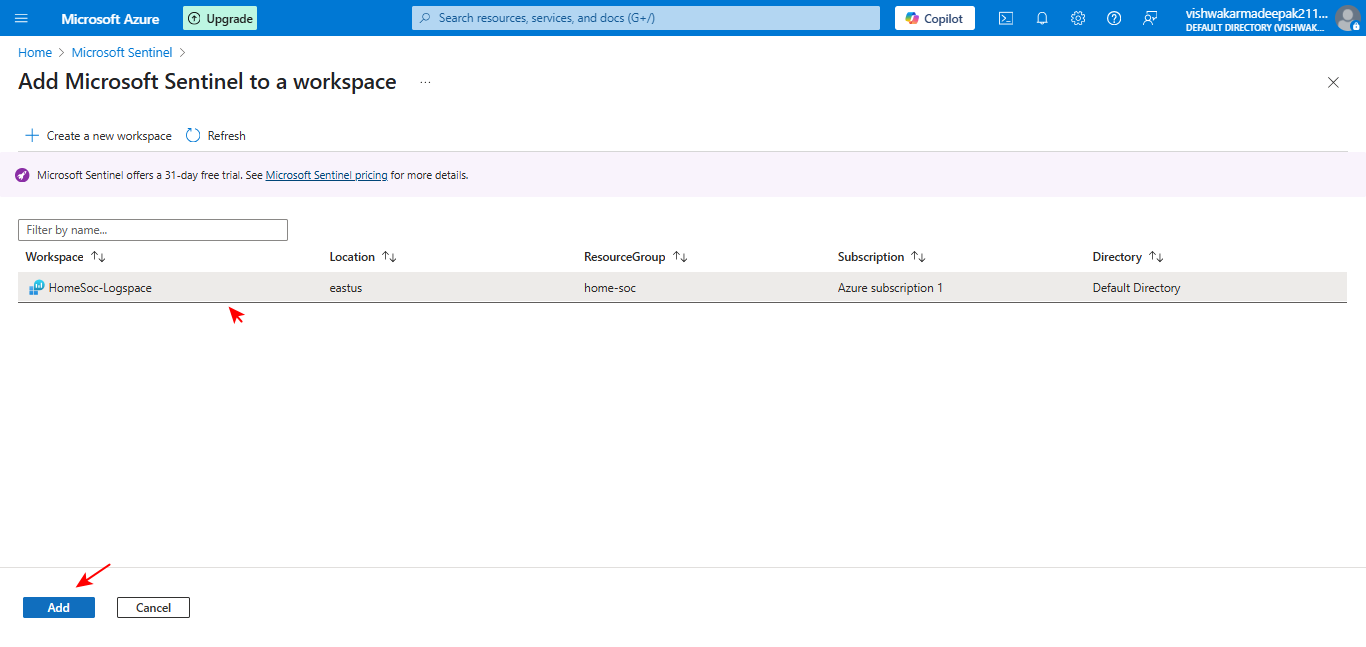 Microsoft Azure Upgrade Search resources, services, and docs (G+/) Copilot vishwakarmadeepak211...
DEFAULT DIRECTORY (VISHWAK...
Home > Microsoft Sentinel >
Add Microsoft Sentinel to a workspace ...
Create a new workspace Refresh
Microsoft Sentinel offers a 31-day free trial. See Microsoft Sentinel pricing for more details.
Filter by name...
Workspace Location ResourceGroup Subscription Directory
HomeSoc-Logspace eastus home-soc Azure subscription 1 Default Directory
Add Cancel